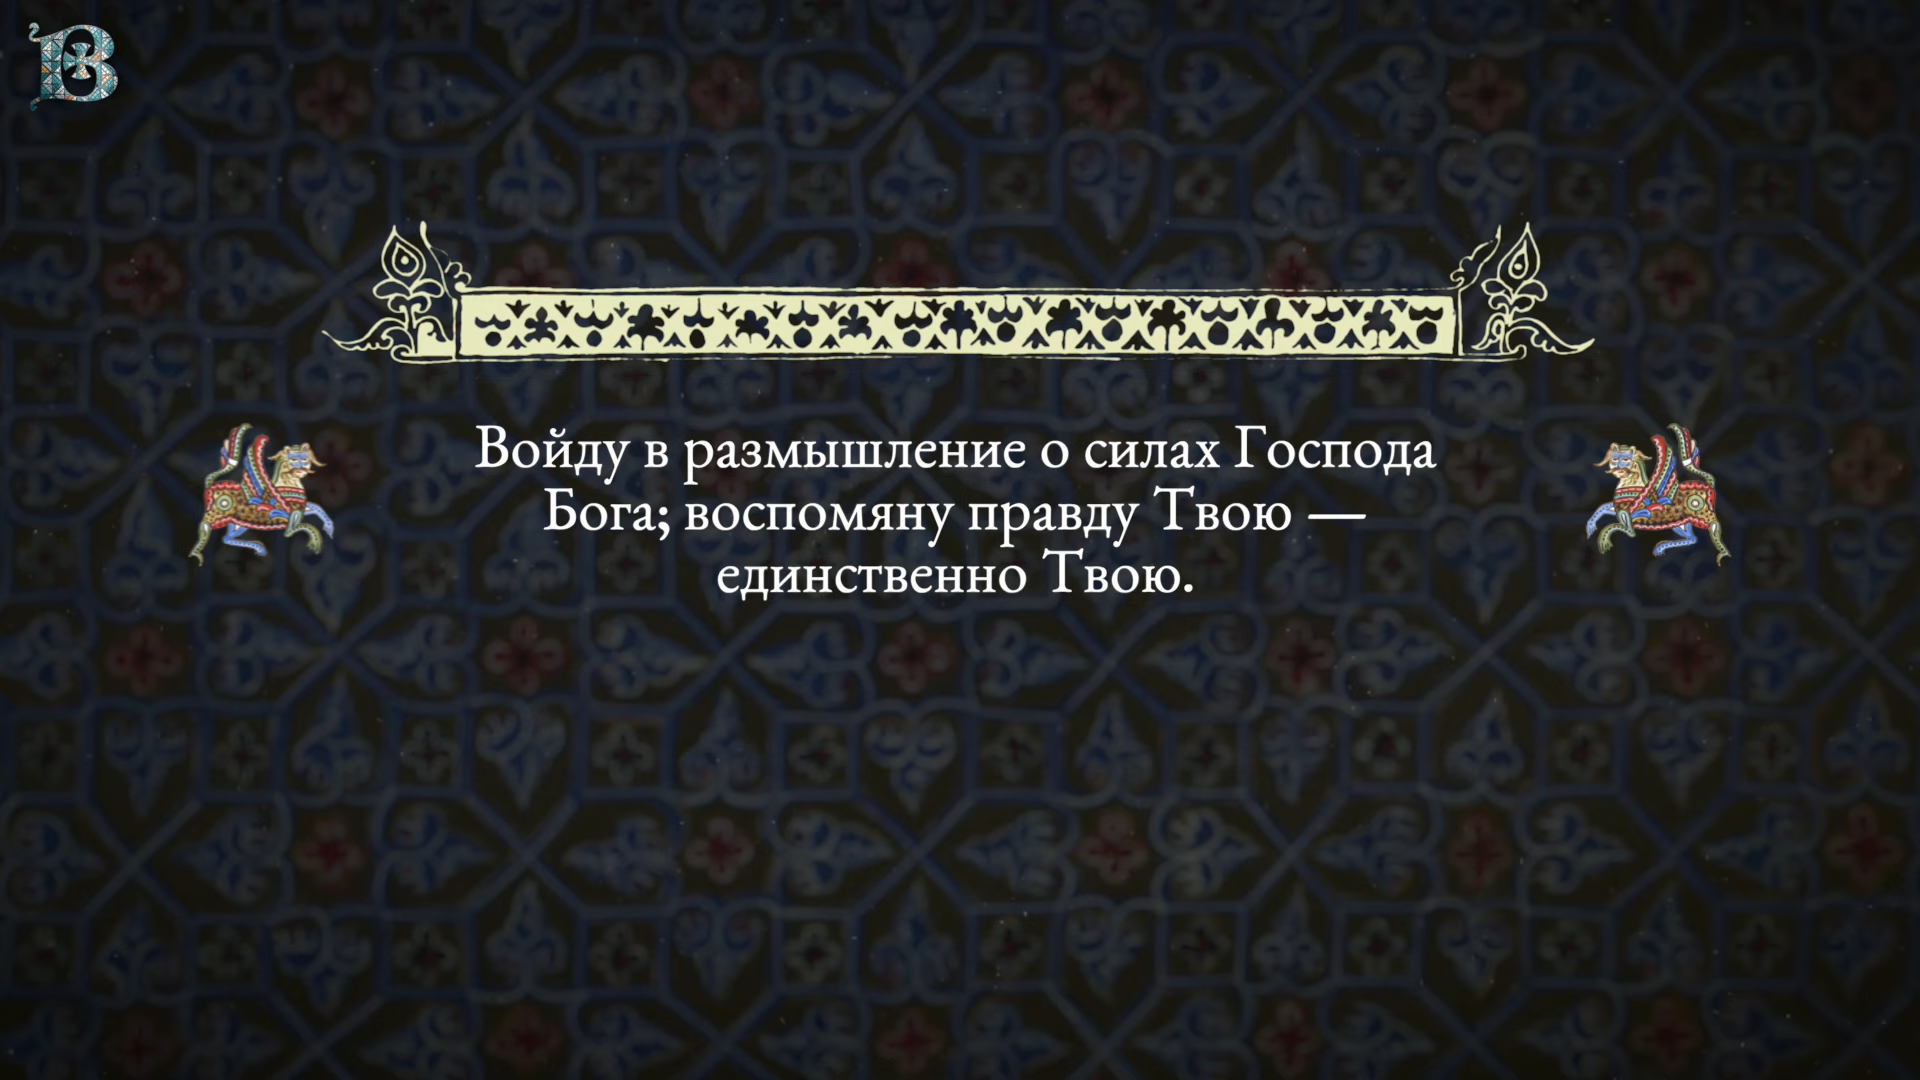 В
Войду в размышление о силах Господа
Бога; воспомяну правду Твою —
единственно Твою.